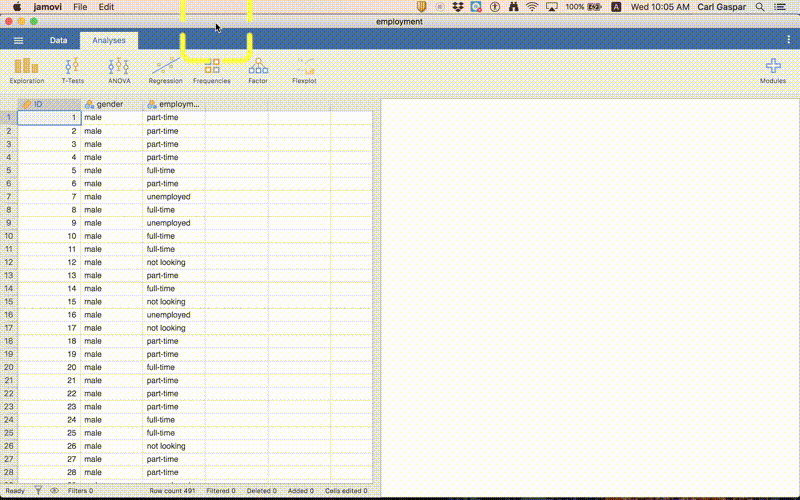 jamovi File Edit 100% A Wed 10:05 AM Carl Gaspar
employment
Data Analyses
Exploration T-Tests ANOVA Regression Frequencies Factor Flexplot Modules
ID gender employm...
1 1 male part-time
2 2 male part-time
3 3 male part-time
4 4 male part-time
5 5 male full-time
6 6 male part-time
7 7 male unemployed
8 8 male full-time
9 9 male unemployed
10 10 male full-time
11 11 male full-time
12 12 male not looking
13 13 male part-time
14 14 male full-time
15 15 male not looking
16 16 male unemployed
17 17 male not looking
18 18 male part-time
19 19 male part-time
20 20 male full-time
21 21 male part-time
22 22 male part-time
23 23 male part-time
24 24 male full-time
25 25 male full-time
26 26 male not looking
27 27 male part-time
28 28 male part-time
Ready Filters 0 Row count 491 Filtered 0 Deleted 0 Added 0 Cells edited 0